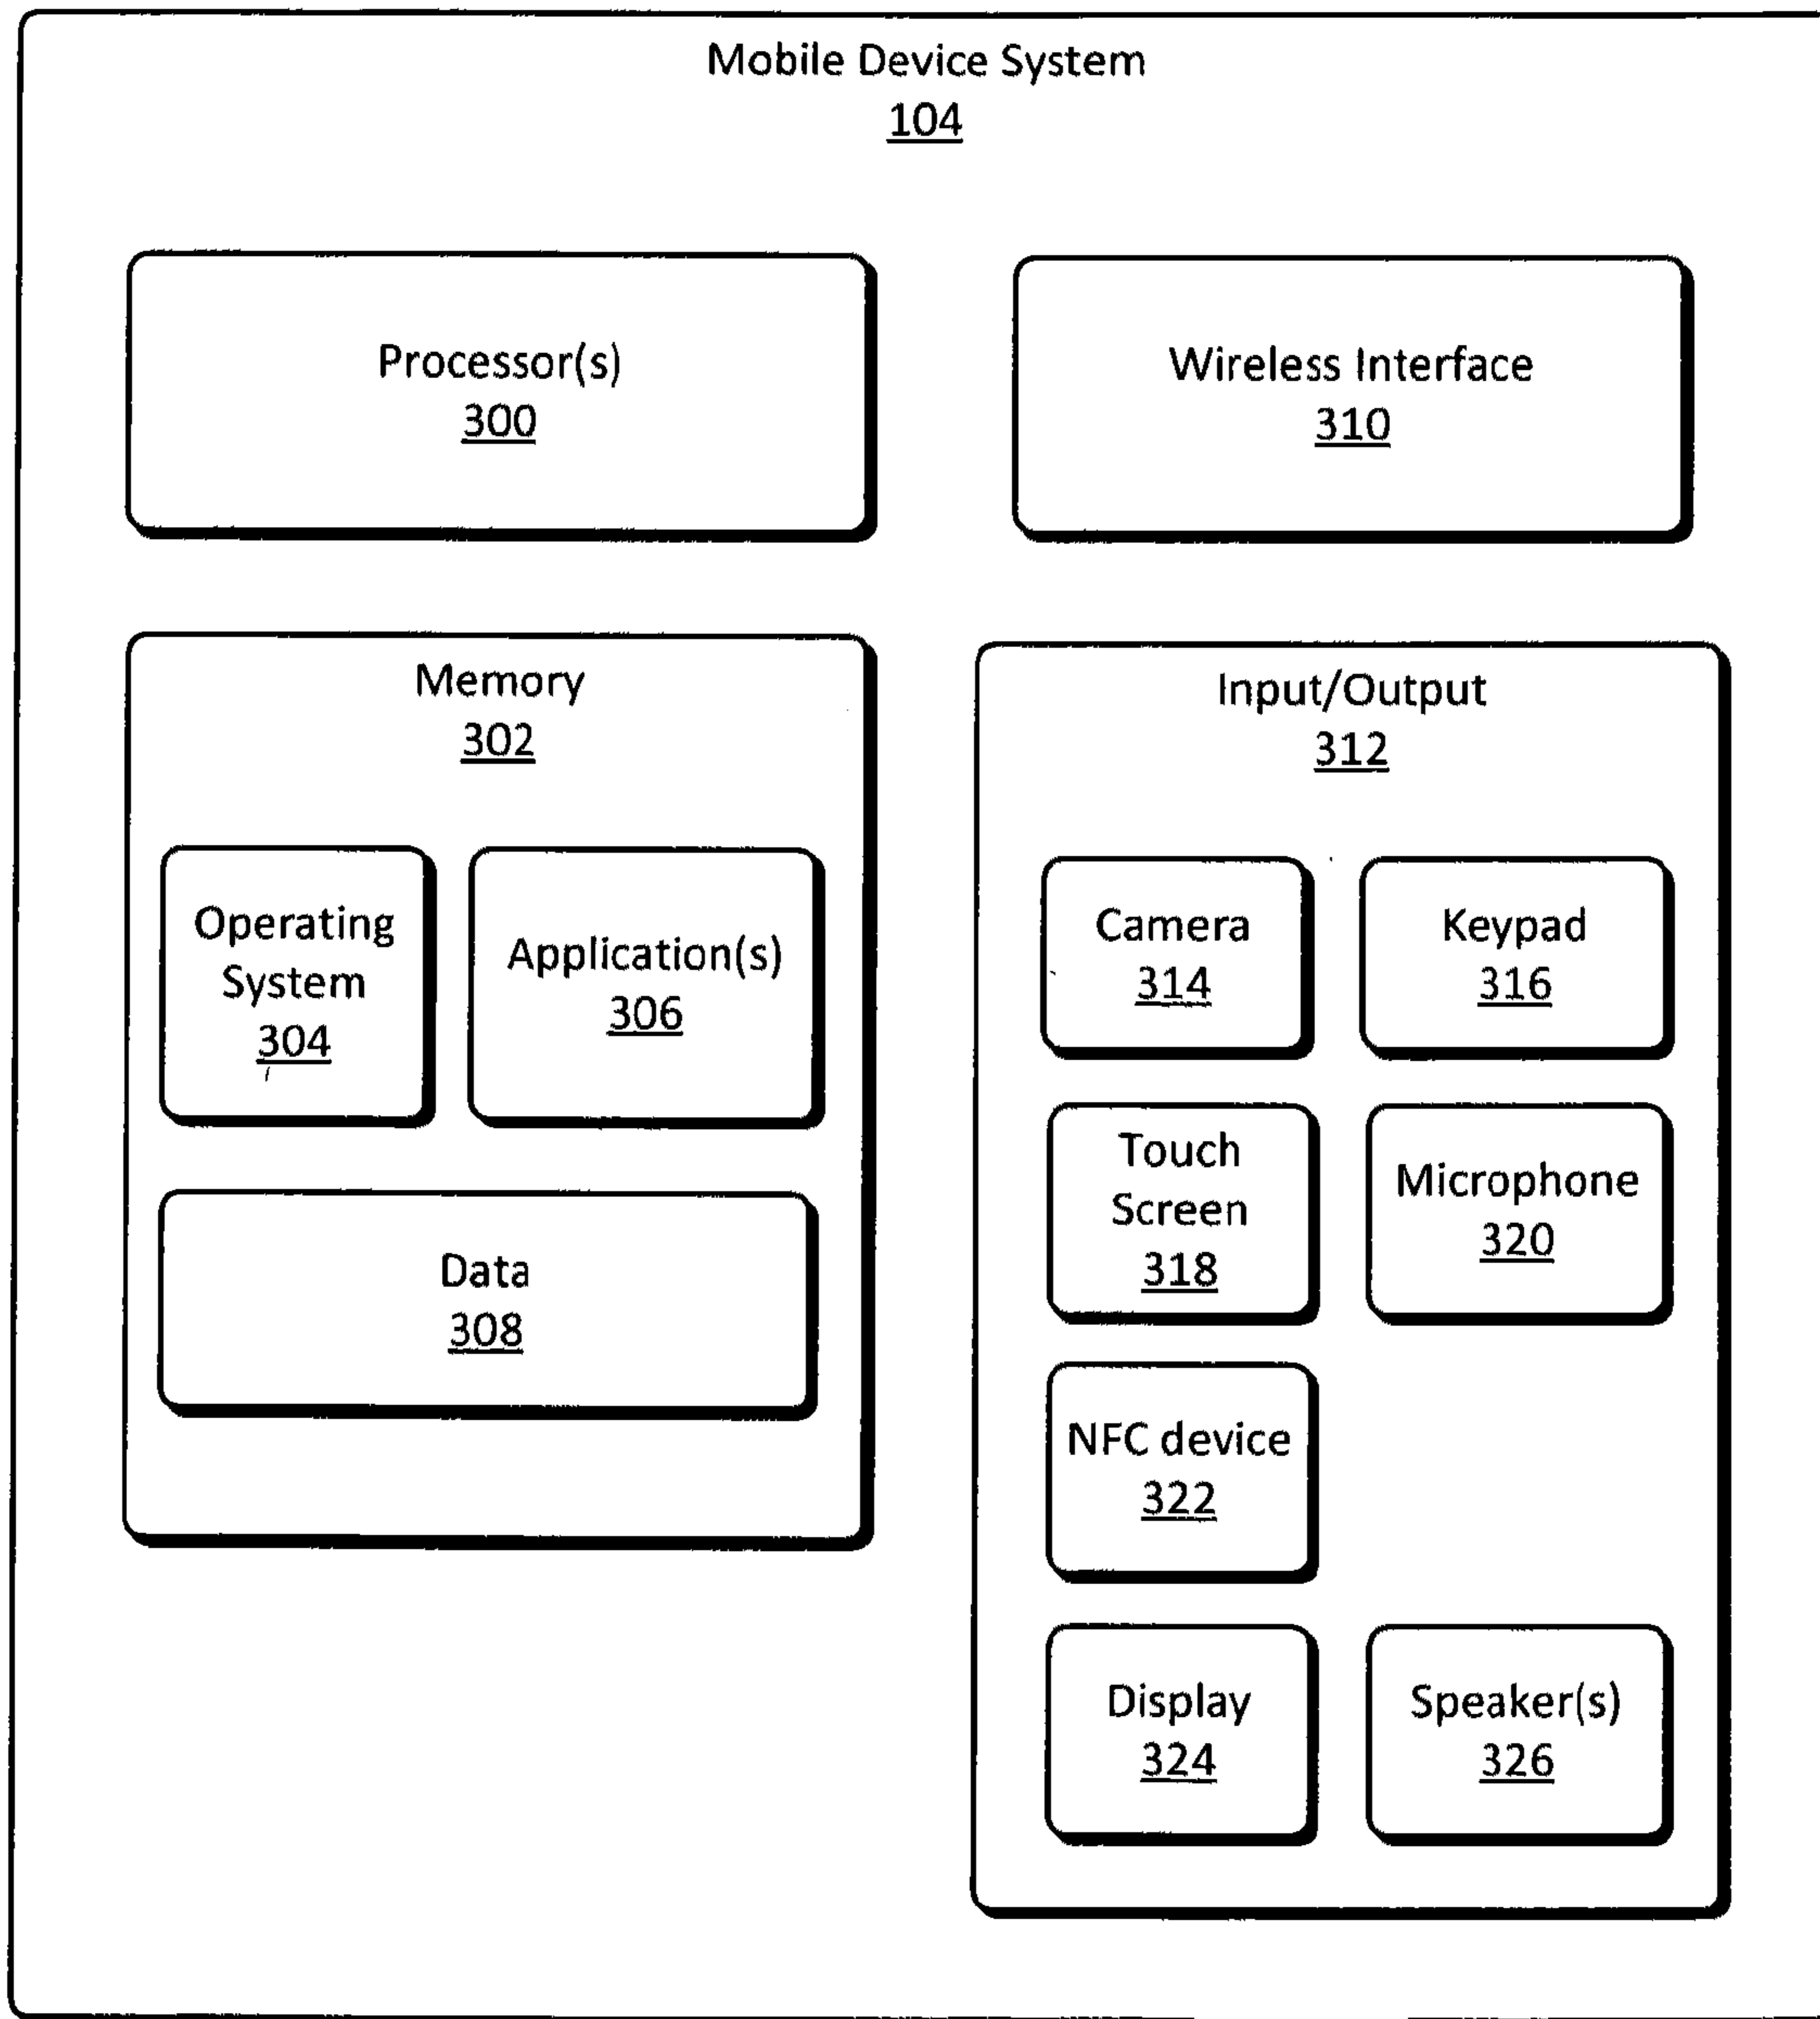 Mobile Device System
104
Processor(s)
300
Wireless Interface
310
Memory
302
Operating
System
304
Application(s)
306
Data
308
Input/Output
312
Camera
314
Keypad
316
Touch
Screen
318
Microphone
320
NFC device
322
Display
324
Speaker(s)
326